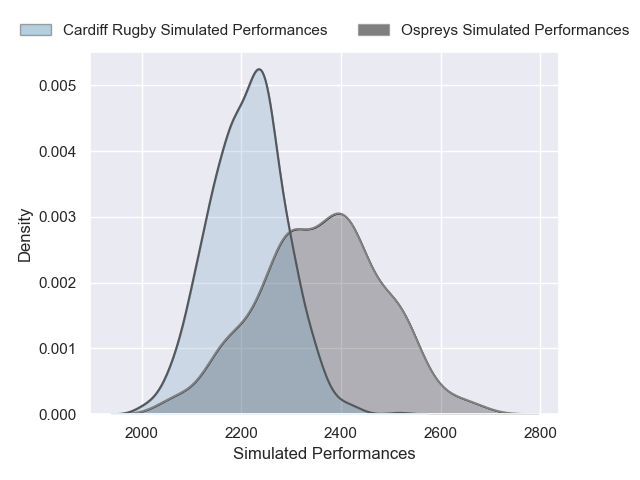 Cardiff Rugby Simulated Performances Ospreys Simulated Performances
0.005
0.004
0.003
0.002
0.001
0.000
Density
2000 2200 2400 2600 2800
Simulated Performances